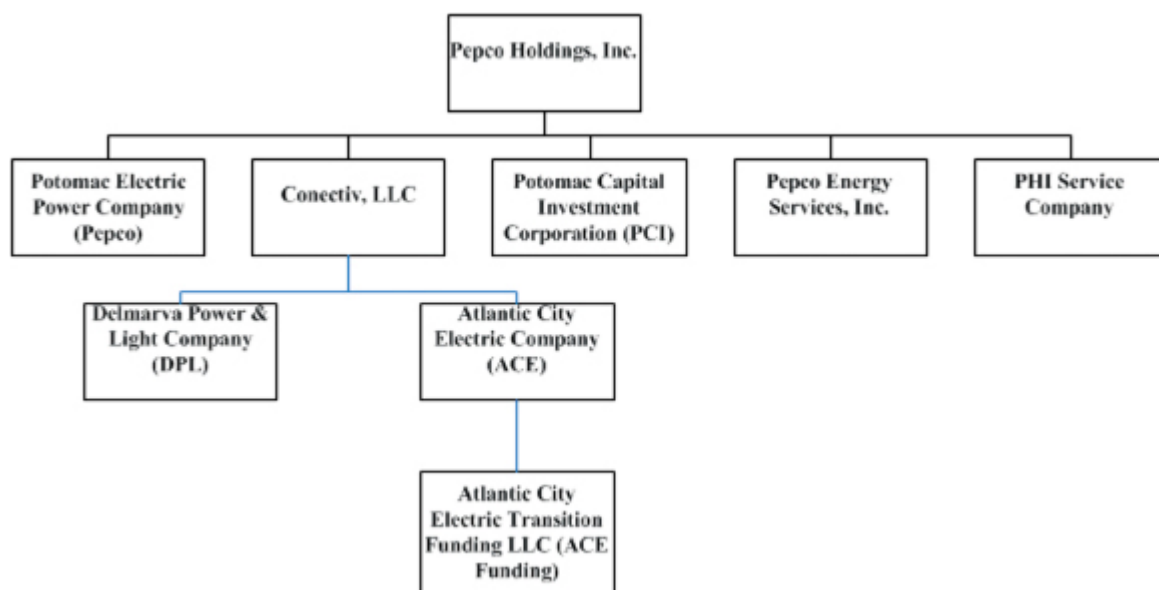 Pepco Holdings, Inc.
Potomac Electric
Power Company
(Pepco)
Conectiv, LLC
Potomac Capital
Investment
Corporation (PCI)
Pepco Energy
Services, Inc.
PHI Service
Company
Delmarva Power &
Light Company
(DPL)
Atlantic City
Electric Company
(ACE)
Atlantic City
Electric Transition
Funding LLC (ACE
Funding)